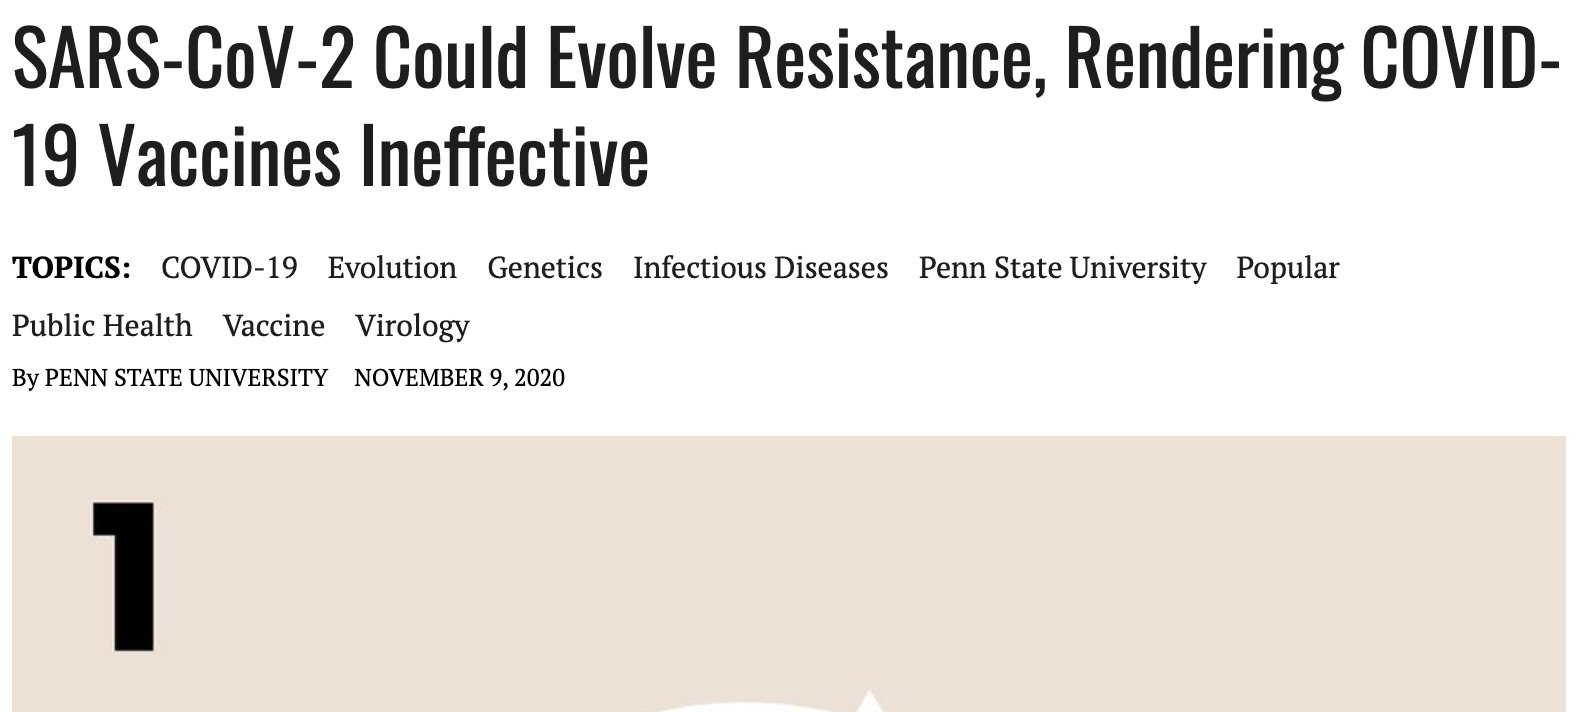 SARS-CoV-2 Could Evolve Resistance, Rendering COVID-
19 Vaccines Ineffective
TOPICS: COVID-19 Evolution Genetics Infectious Diseases Penn State University Popular
Public Health Vaccine Virology
By PENN STATE UNIVERSITY NOVEMBER 9, 2020
1